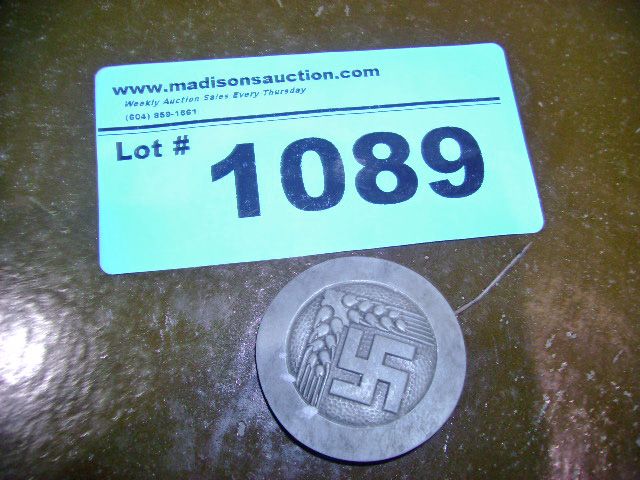 www.madisonsauction.com
Weekly Auction Sales Every Thursday
(604) 859-1661
Lot # 1089